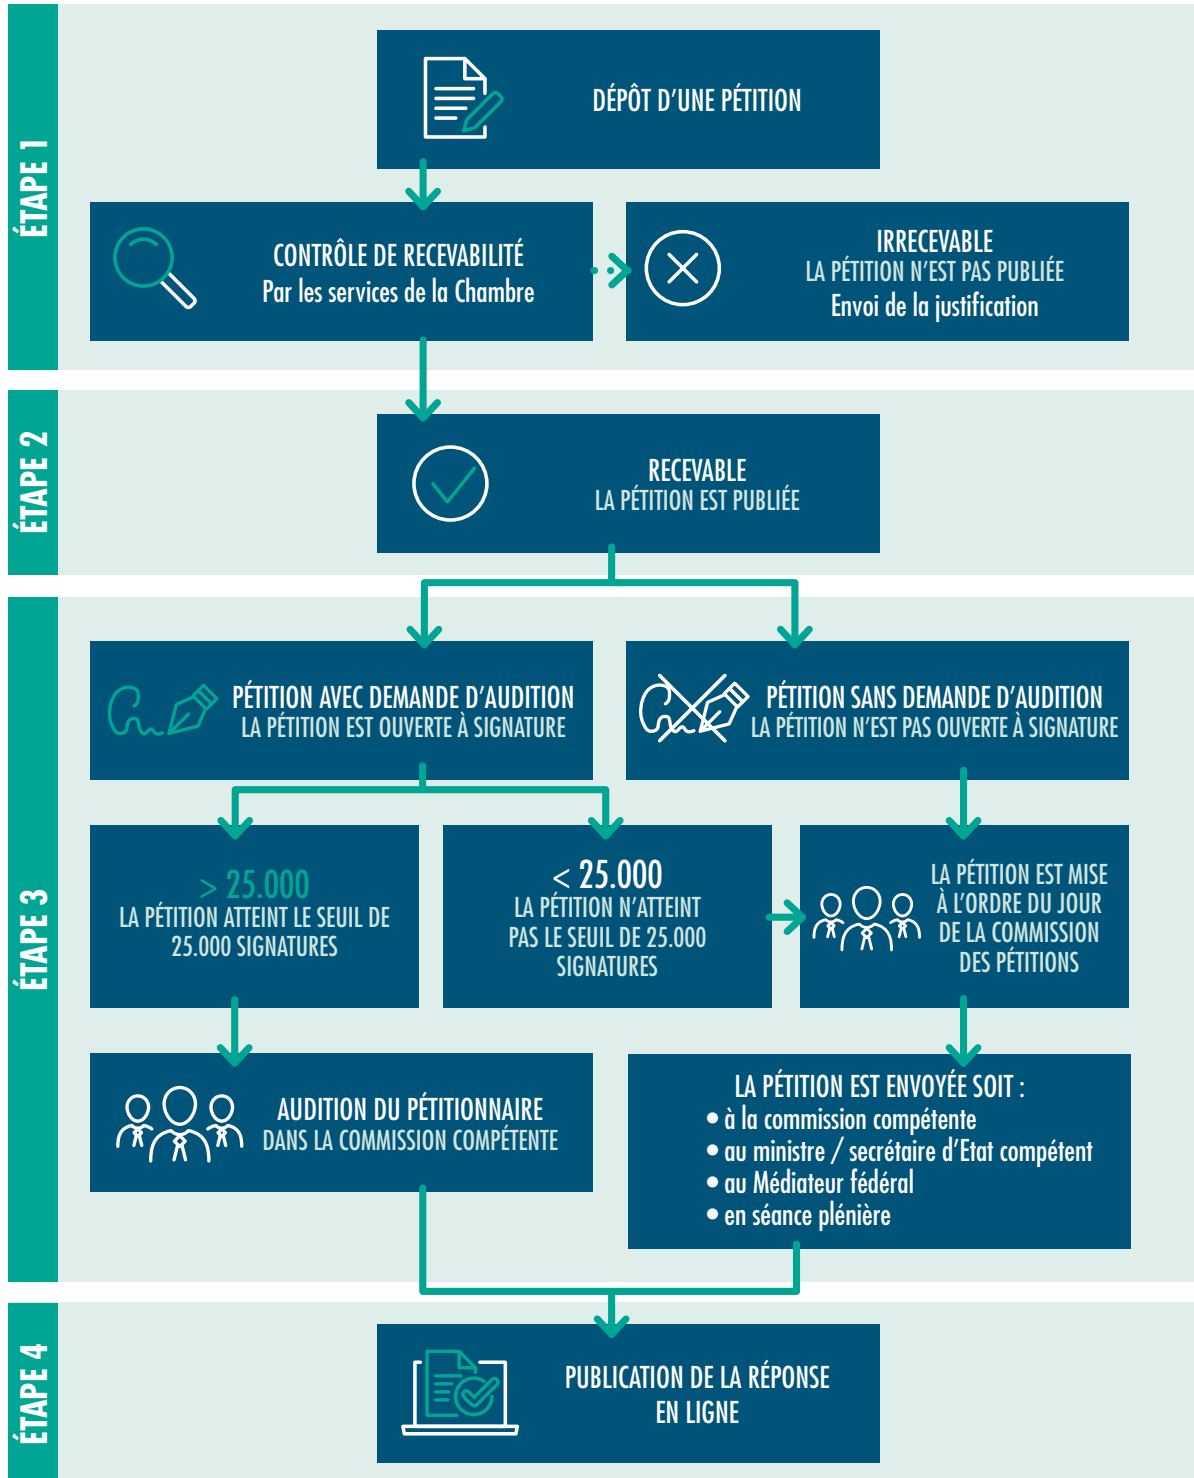 ÉTAPE 1
DÉPÔT D'UNE PÉTITION
CONTRÔLE DE RECEVABILITÉ
Par les services de la Chambre
IRRECEVABLE
LA PÉTITION N'EST PAS PUBLIÉE
Envoi de la justification
ÉTAPE 2
RECEVABLE
LA PÉTITION EST PUBLIÉE
ÉTAPE 3
PÉTITION AVEC DEMANDE D'AUDITION
LA PÉTITION EST OUVERTE À SIGNATURE
PÉTITION SANS DEMANDE D'AUDITION
LA PÉTITION N'EST PAS OUVERTE À SIGNATURE
> 25.000
LA PÉTITION ATTEINT LE SEUIL DE
25.000 SIGNATURES
< 25.000
LA PÉTITION N'ATTEINT
PAS LE SEUIL DE 25.000
SIGNATURES
LA PÉTITION EST MISE
À L'ORDRE DU JOUR
DE LA COMMISSION
DES PÉTITIONS
AUDITION DU PÉTITIONNAIRE
DANS LA COMMISSION COMPÉTENTE
LA PÉTITION EST ENVOYÉE SOIT :
• à la commission compétente
• au ministre / secrétaire d'Etat compétent
• au Médiateur fédéral
• en séance plénière
ÉTAPE 4
PUBLICATION DE LA RÉPONSE
EN LIGNE